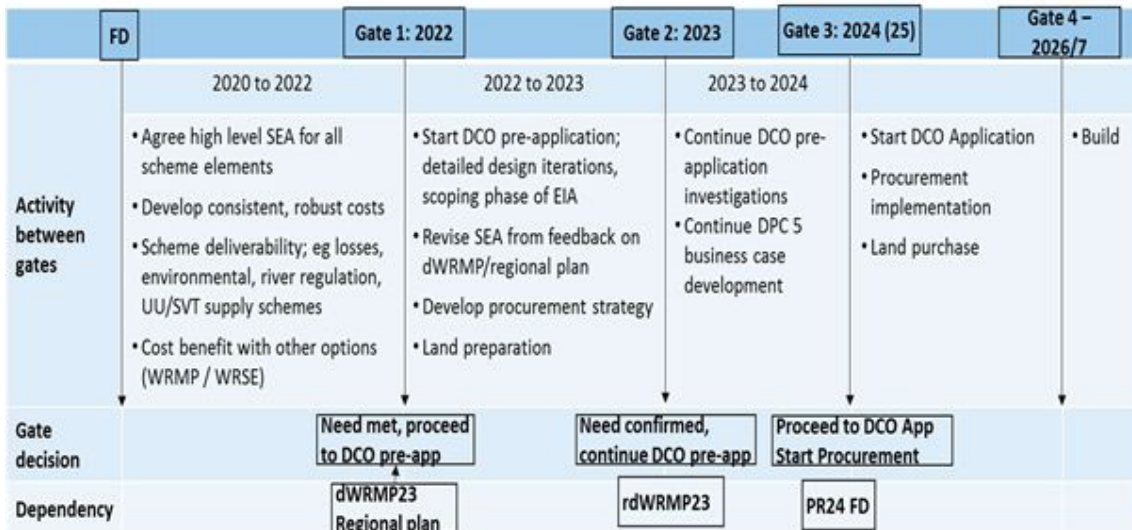 FD
Gate 1: 2022
Gate 2: 2023
Gate 3: 2024 (25)
Gate 4 –
2026/7
2020 to 2022
2022 to 2023
2023 to 2024
Activity
between
gates
• Agree high level SEA for all
scheme elements
• Develop consistent, robust costs
• Scheme deliverability; eg losses,
environmental, river regulation,
UU/SVT supply schemes
• Cost benefit with other options
(WRMP / WRSE)
• Start DCO pre-application;
detailed design iterations,
scoping phase of EIA
• Revise SEA from feedback on
dWRMP/regional plan
• Develop procurement strategy
• Land preparation
• Continue DCO pre-
application
investigations
• Continue DPC 5
business case
development
• Start DCO Application
• Procurement
implementation
• Land purchase
• Build
Gate
decision
Need met, proceed
to DCO pre-app
Need confirmed,
continue DCO pre-app
Proceed to DCO App
Start Procurement
Dependency
dWRMP23
Regional plan
rdWRMP23
PR24 FD